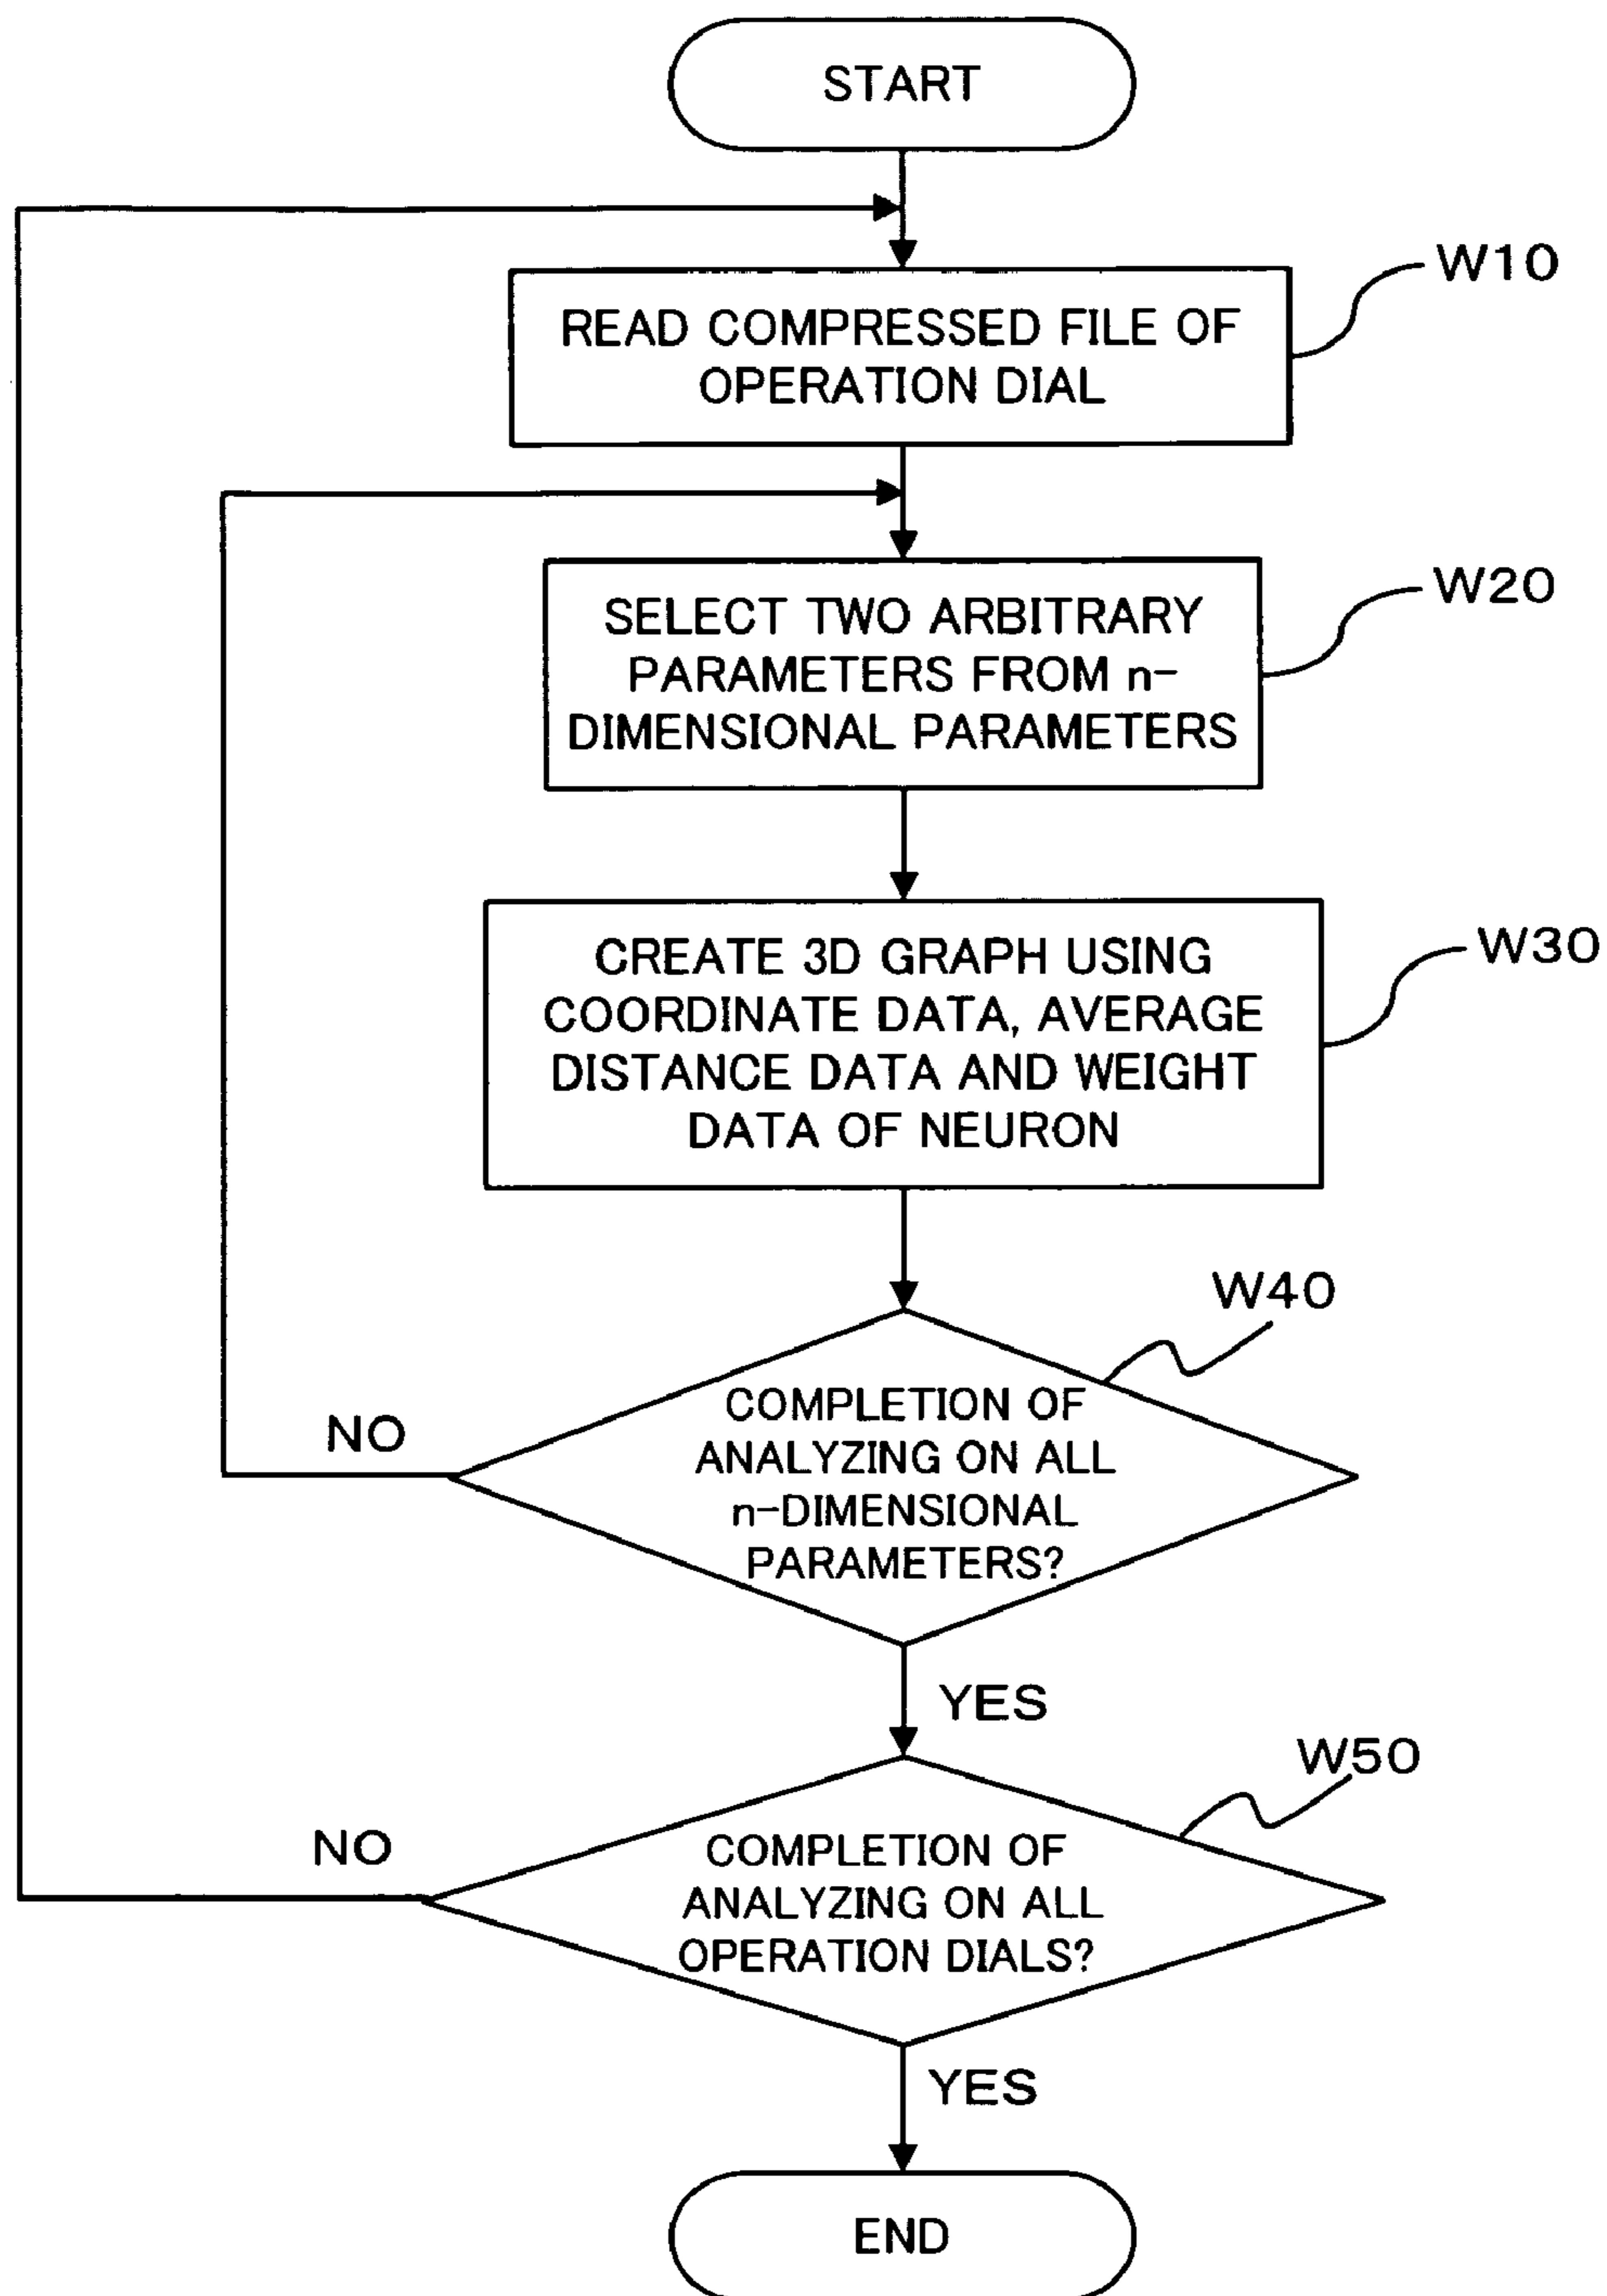 START
W10
READ COMPRESSED FILE OF
OPERATION DIAL
W20
SELECT TWO ARBITRARY
PARAMETERS FROM n-
DIMENSIONAL PARAMETERS
W30
CREATE 3D GRAPH USING
COORDINATE DATA, AVERAGE
DISTANCE DATA AND WEIGHT
DATA OF NEURON
W40
COMPLETION OF
ANALYZING ON ALL
n-DIMENSIONAL
PARAMETERS?
NO
YES
W50
COMPLETION OF
ANALYZING ON ALL
OPERATION DIALS?
NO
YES
END